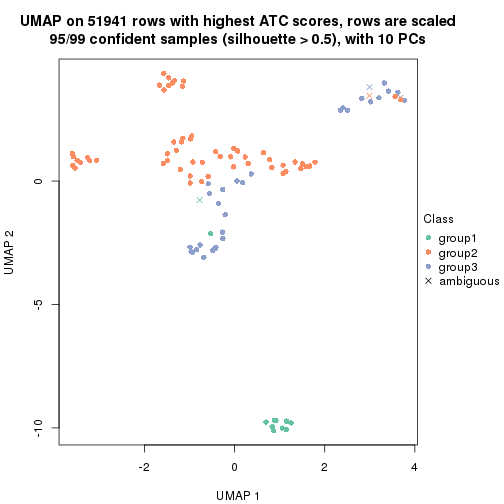 UMAP on 51941 rows with highest ATC scores, rows are scaled
95/99 confident samples (silhouette > 0.5), with 10 PCs
UMAP 2
0
-5
-10
-2
0
2
4
UMAP 1
Class
group1
group2
group3
ambiguous